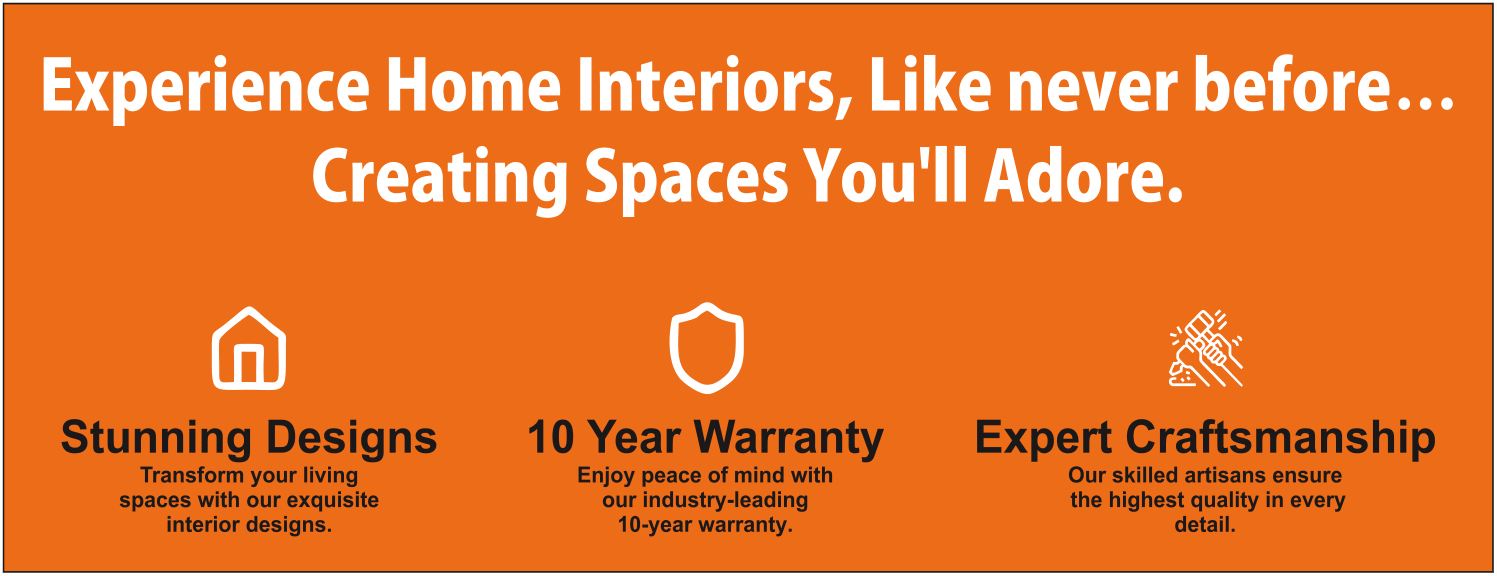 Experience Home Interiors, Like never before...
Creating Spaces You'll Adore.
Stunning Designs
Transform your living
spaces with our exquisite
interior designs.
10 Year Warranty
Enjoy peace of mind with
our industry-leading
10-year warranty.
Expert Craftsmanship
Our skilled artisans ensure
the highest quality in every
detail.